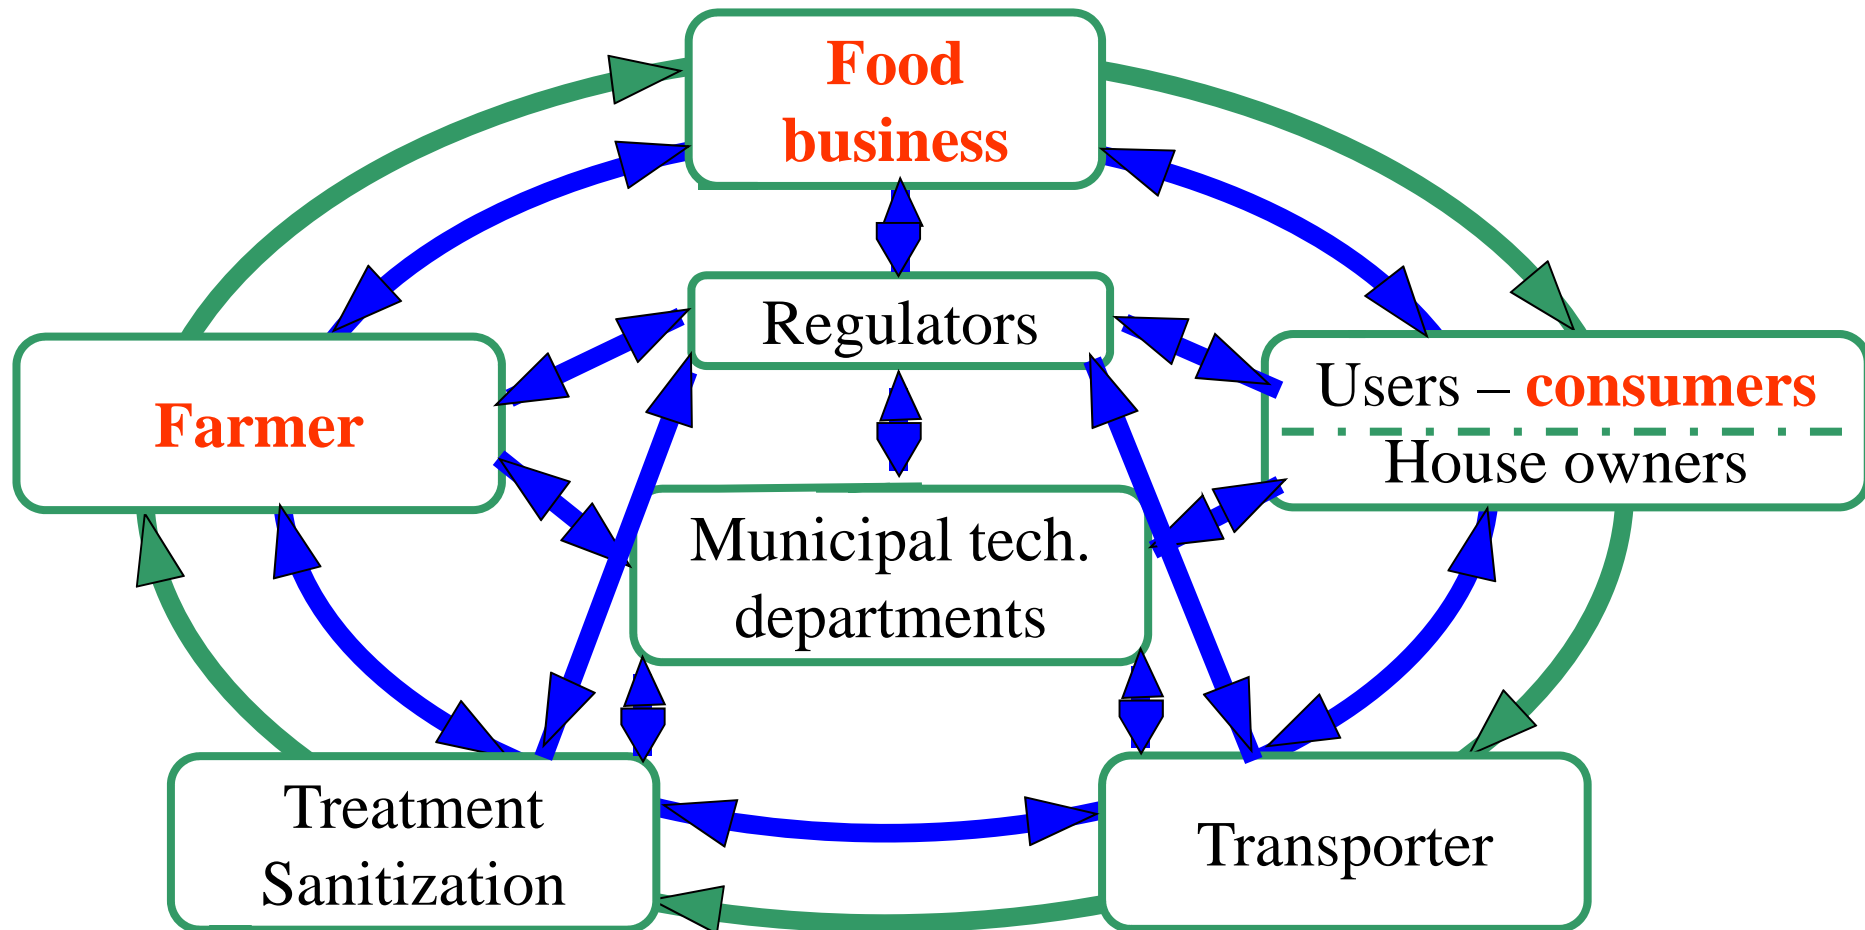 Food
business
Regulators
Farmer
Users – consumers
House owners
Municipal tech.
departments
Treatment
Sanitization
Transporter